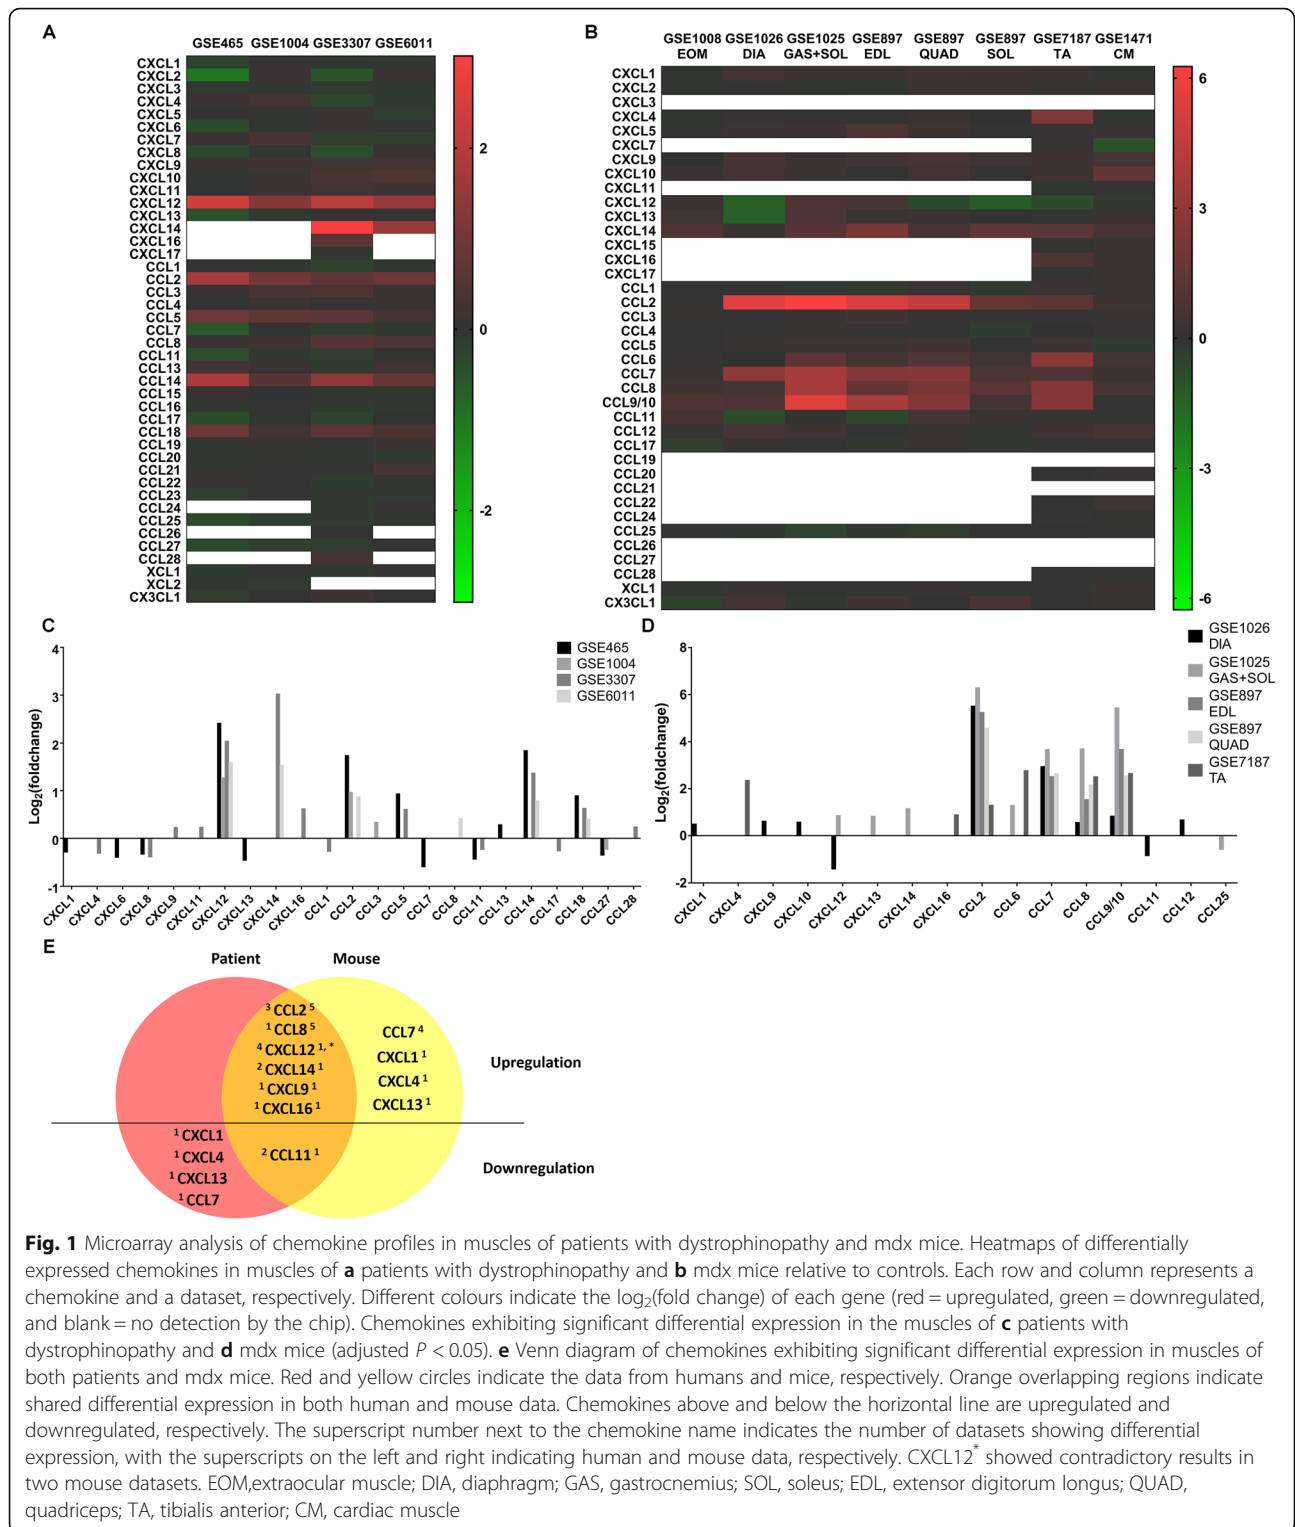 A
GSE465 GSE1004 GSE3307 GSE6011
CXCL1
CXCL2
CXCL3
CXCL4
CXCL5
CXCL6
CXCL7
CXCL8
CXCL9
CXCL10
CXCL11
CXCL12
CXCL13
CXCL14
CXCL16
CXCL17
CCL1
CCL2
CCL3
CCL4
CCL5
CCL7
CCL8
CCL11
CCL13
CCL14
CCL15
CCL16
CCL17
CCL18
CCL19
CCL20
CCL21
CCL22
CCL23
CCL24
CCL25
CCL26
CCL27
CCL28
XCL1
XCL2
CX3CL1
2
0
-2
B
GSE1008 GSE1026 GSE1025 GSE897 GSE897 GSE897 GSE7187 GSE1471
EOM DIA GAS+SOL EDL QUAD SOL TA CM
CXCL1
CXCL2
CXCL3
CXCL4
CXCL5
CXCL7
CXCL9
CXCL10
CXCL11
CXCL12
CXCL13
CXCL14
CXCL15
CXCL16
CXCL17
CCL1
CCL2
CCL3
CCL4
CCL5
CCL6
CCL7
CCL8
CCL9/10
CCL11
CCL12
CCL17
CCL19
CCL20
CCL21
CCL22
CCL24
CCL25
CCL26
CCL27
CCL28
XCL1
CX3CL1
6
3
0
-3
-6
C
Log2(foldchange)
4
3
2
1
0
-1
GSE465
GSE1004
GSE3307
GSE6011
CXCL1 CXCL4 CXCL6 CXCL8 CXCL9 CXCL11 CXCL12 CXCL13 CXCL14 CXCL16 CCL1 CCL2 CCL3 CCL5 CCL7 CCL8 CCL11 CCL13 CCL14 CCL17 CCL18 CCL27 CCL28
D
Log2(foldchange)
8
6
4
2
0
-2
GSE1026
DIA
GSE1025
GAS+SOL
GSE897
EDL
GSE897
QUAD
GSE7187
TA
CXCL1 CXCL4 CXCL9 CXCL10 CXCL12 CXCL13 CXCL14 CXCL16 CCL2 CCL6 CCL7 CCL8 CCL9/10 CCL11 CCL12 CCL25
E
Patient Mouse
3 CCL2 5
1 CCL8 5
4 CXCL12 1, *
2 CXCL14 1
1 CXCL9 1
1 CXCL16 1
CCL7 4
CXCL1 1
CXCL4 1
CXCL13 1
Upregulation
1 CXCL1
1 CXCL4
1 CXCL13
1 CCL7
2 CCL11 1
Downregulation
Fig. 1 Microarray analysis of chemokine profiles in muscles of patients with dystrophinopathy and mdx mice. Heatmaps of differentially
expressed chemokines in muscles of a patients with dystrophinopathy and b mdx mice relative to controls. Each row and column represents a
chemokine and a dataset, respectively. Different colours indicate the log2(fold change) of each gene (red = upregulated, green = downregulated,
and blank = no detection by the chip). Chemokines exhibiting significant differential expression in the muscles of c patients with
dystrophinopathy and d mdx mice (adjusted P < 0.05). e Venn diagram of chemokines exhibiting significant differential expression in muscles of
both patients and mdx mice. Red and yellow circles indicate the data from humans and mice, respectively. Orange overlapping regions indicate
shared differential expression in both human and mouse data. Chemokines above and below the horizontal line are upregulated and
downregulated, respectively. The superscript number next to the chemokine name indicates the number of datasets showing differential
expression, with the superscripts on the left and right indicating human and mouse data, respectively. CXCL12* showed contradictory results in
two mouse datasets. EOM,extraocular muscle; DIA, diaphragm; GAS, gastrocnemius; SOL, soleus; EDL, extensor digitorum longus; QUAD,
quadriceps; TA, tibialis anterior; CM, cardiac muscle